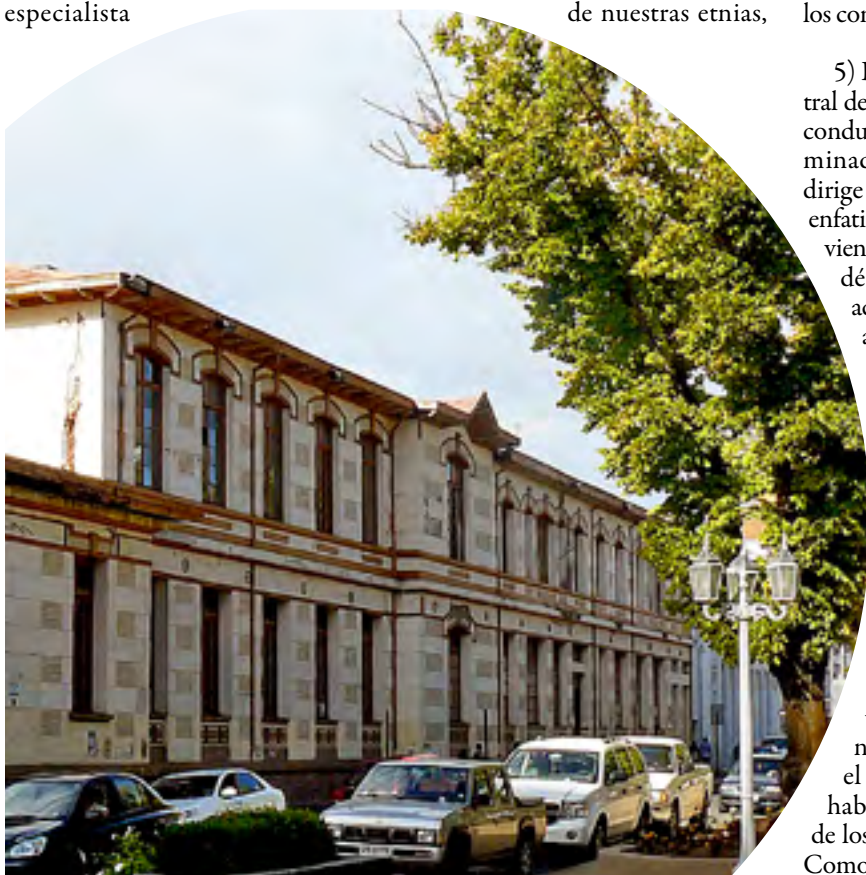 especialista
de nuestras etnias,
los con
5)
tral de
condu
minac
dirige
enfati
vien
dé
ac
a
n
el
hab
de los
Como